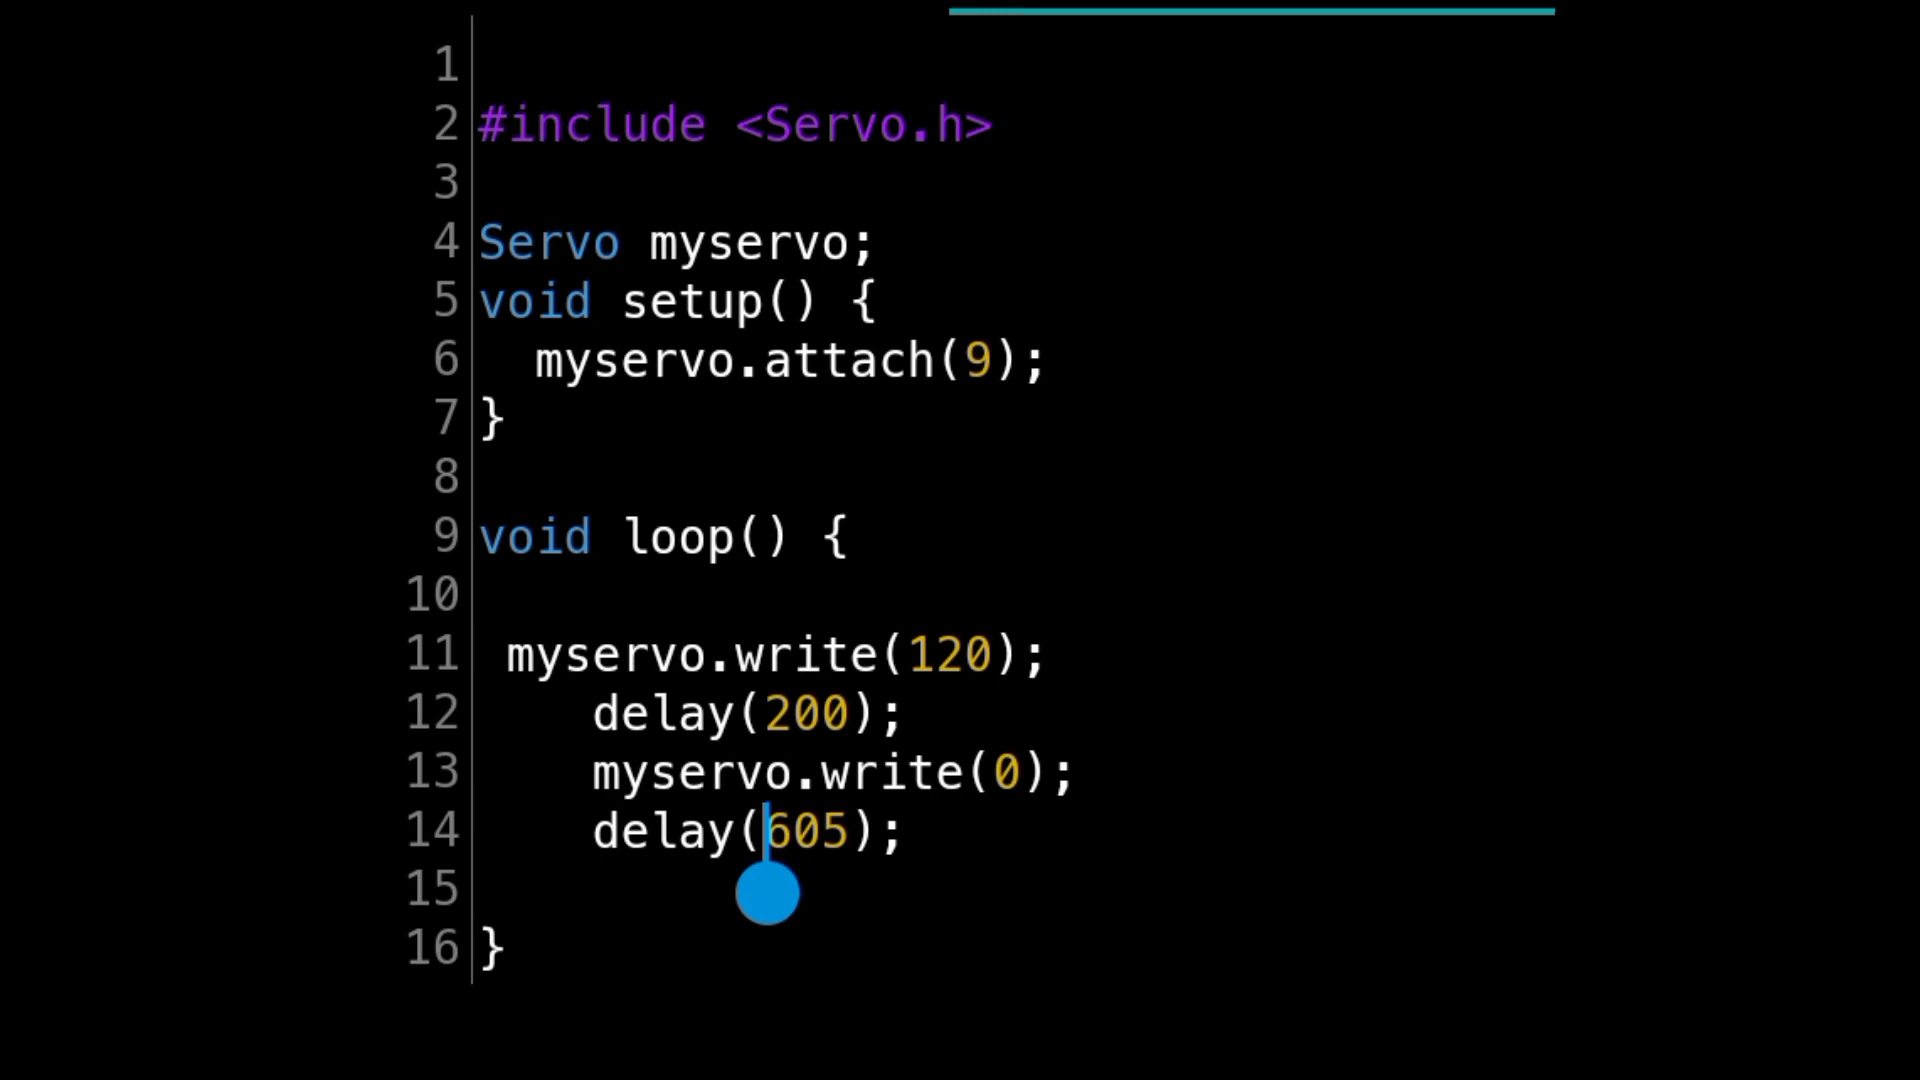 1
2 #include <Servo.h>
3
4 Servo myservo;
5 void setup() {
6   myservo.attach(9);
7 }
8
9 void loop() {
10
11  myservo.write(120);
12     delay(200);
13     myservo.write(0);
14     delay(605);
15
16 }